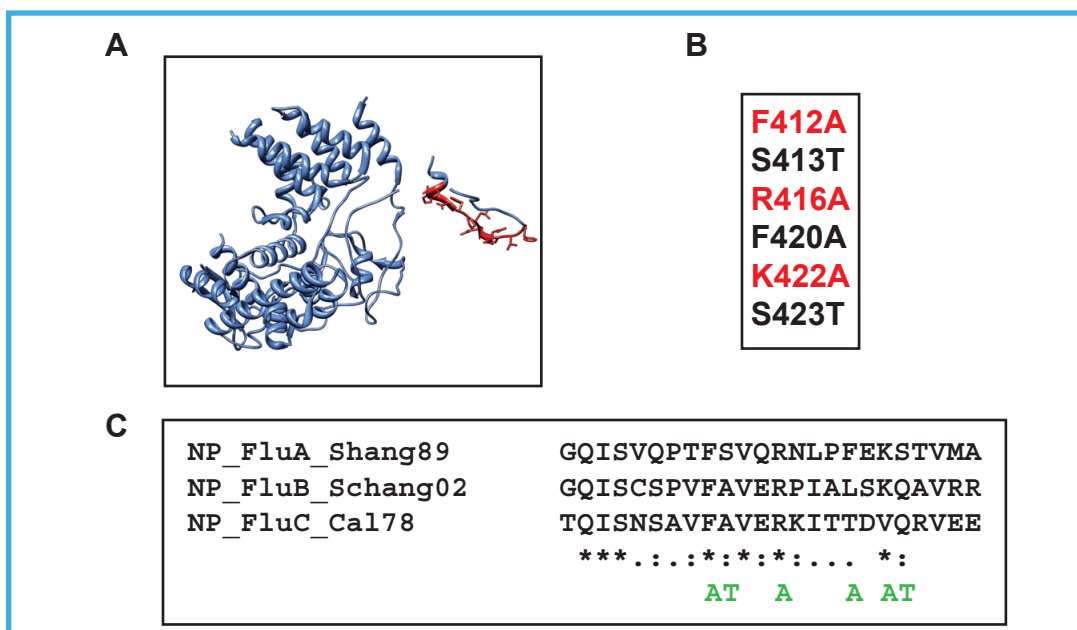 A
B
F412A
S413T
R416A
F420A
K422A
S423T
C
NP_FluA_Shang89 GQISVQPTFSVQRNLPFEKSTVMA
NP_FluB_Schang02 GQISCSPVFAVERPIALSKQAVRR
NP_FluC_Cal78 TQISNSAVFAVERKITTDVQRVEE
***.:.:*:*:*:... *:
AT A A AT